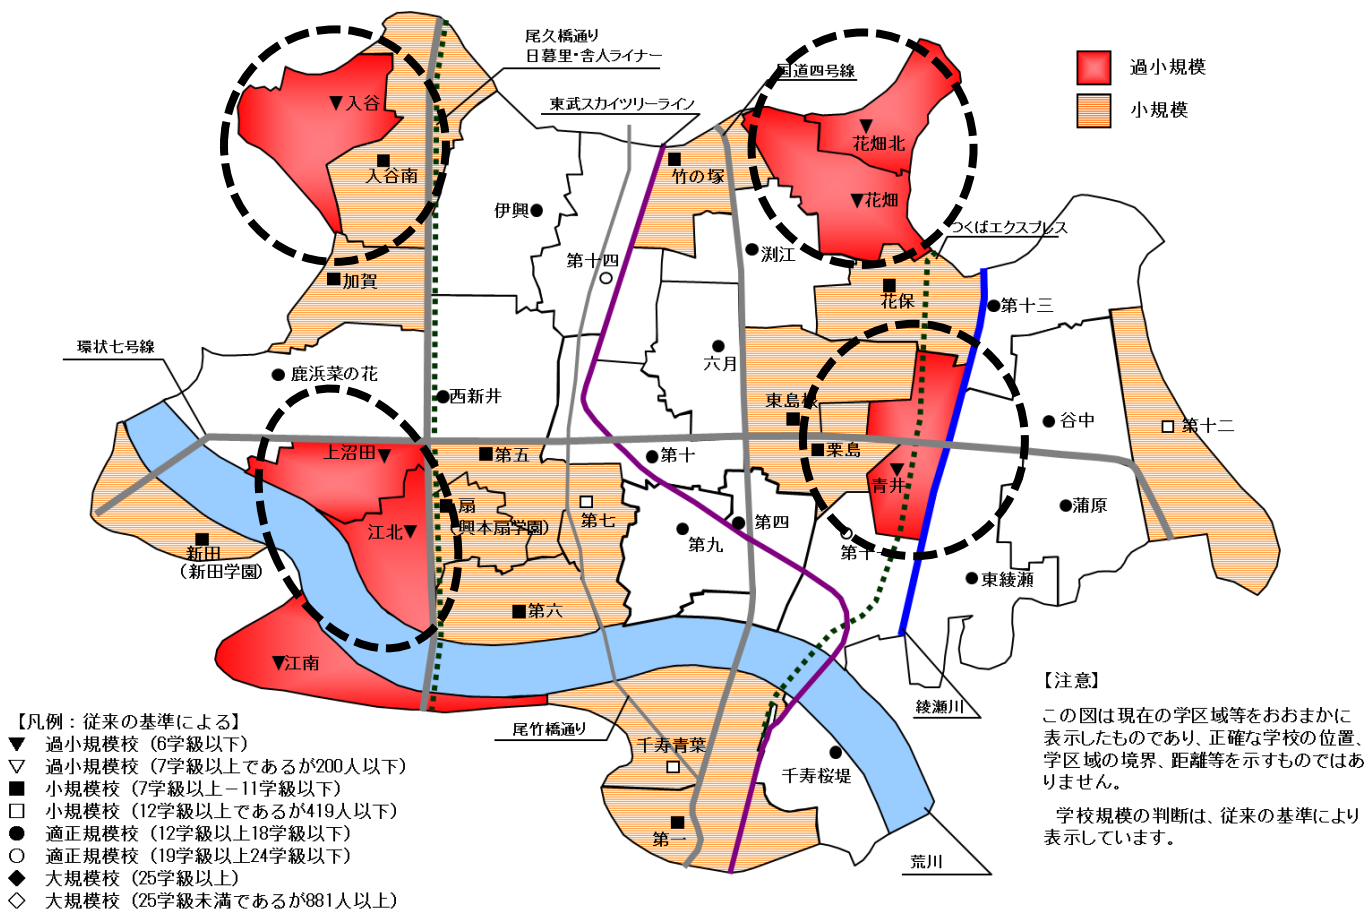 尾久橋通り
日暮里・舎人ライナー
国道四号線
東武スカイツリーライン
過小規模
小規模
入谷
入谷南
花畑北
花畑
竹の塚
伊興
渕江
つくばエクスプレス
第十四
加賀
花保
第十三
環状七号線
六月
鹿浜菜の花
西新井
東島根
谷中
第十二
上沼田
第五
第十
栗島
青井
扇
(興本扇学園)
第七
第九
第四
蒲原
江北
第十一
新田
(新田学園)
東綾瀬
第六
江南
綾瀬川
尾竹橋通り
千寿青葉
千寿桜堤
第一
荒川
【凡例:従来の基準による】
▼ 過小規模校(6学級以下)
▽ 過小規模校(7学級以上であるが200人以下)
■ 小規模校(7学級以上-11学級以下)
□ 小規模校(12学級以上であるが419人以下)
● 適正規模校(12学級以上18学級以下)
○ 適正規模校(19学級以上24学級以下)
◆ 大規模校(25学級以上)
◇ 大規模校(25学級未満であるが881人以上)
【注意】
この図は現在の学区域等をおおまかに
表示したものであり、正確な学校の位置、
学区域の境界、距離等を示すものではあ
りません。
学校規模の判断は、従来の基準により
表示しています。